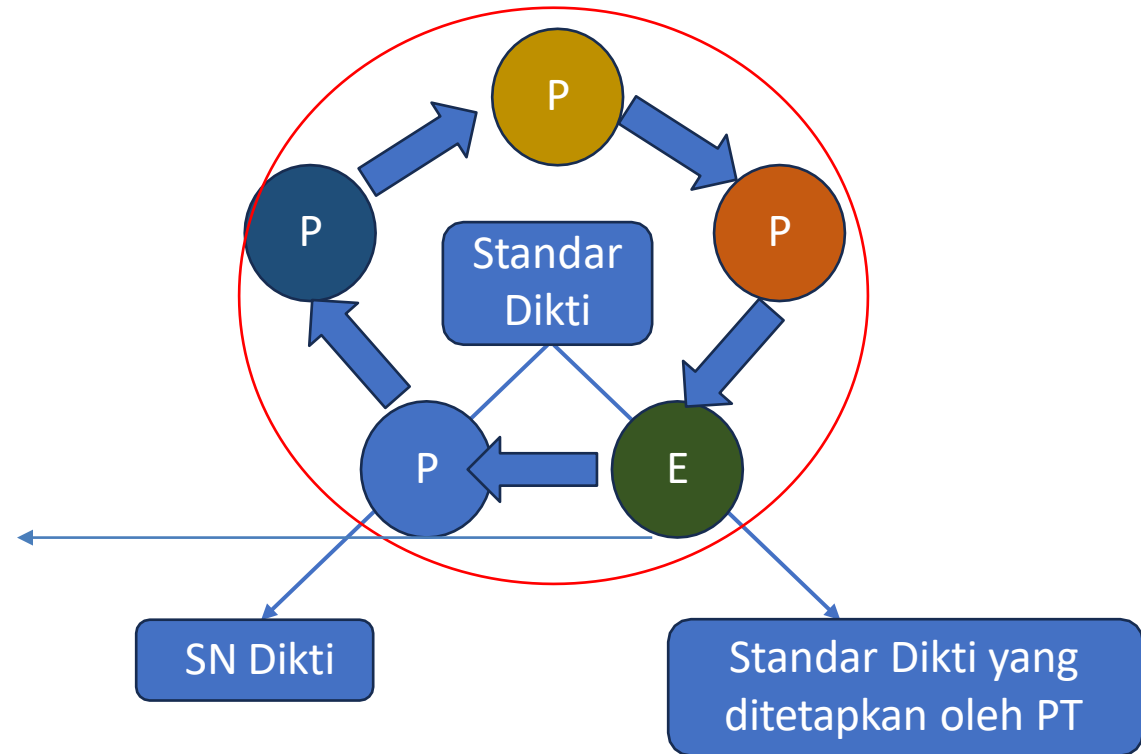 P
P
P
Standar
Dikti
P
E
SN Dikti
Standar Dikti yang
ditetapkan oleh PT